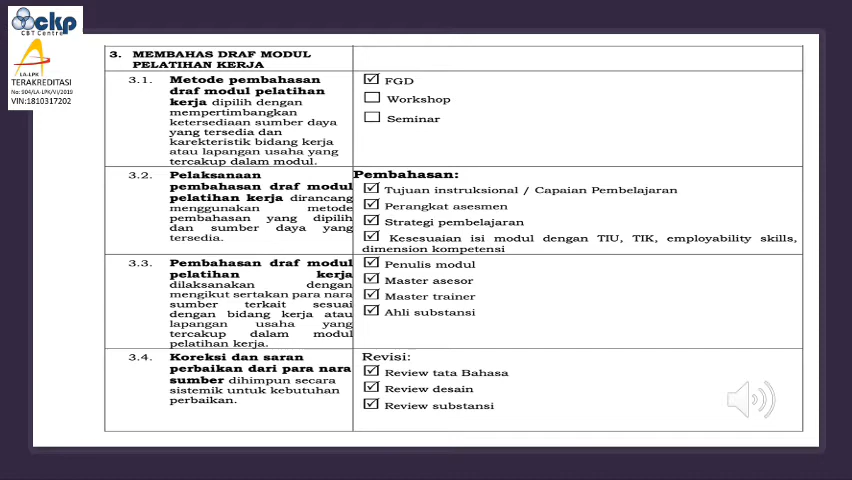 ckp
CBT Centre
LA-LPK
TERAKREDITASI
No: 904/LA-LPK/VI/2019
VIN:1810317202
3. MEMBAHAS DRAF MODUL
PELATIHAN KERJA
3.1. Metode pembahasan
draf modul pelatihan
kerja dipilih dengan
mempertimbangkan
ketersediaan sumber daya
yang tersedia dan
karekteristik bidang kerja
atau lapangan usaha yang
tercakup dalam modul.
FGD
Workshop
Seminar
3.2. Pelaksanaan
pembahasan draf modul
pelatihan kerja dirancang
menggunakan metode
pembahasan yang dipilih
dan sumber daya yang
tersedia.
Pembahasan:
Tujuan instruksional / Capaian Pembelajaran
Perangkat asesmen
Strategi pembelajaran
Kesesuaian isi modul dengan TIU, TIK, employability skills,
dimensi kompetensi
3.3. Pembahasan draf modul
pelatihan kerja
dilaksanakan dengan
mengikut sertakan para nara
sumber terkait sesuai
dengan bidang kerja atau
lapangan usaha yang
tercakup dalam modul
pelatihan kerja.
Penulis modul
Master asesor
Master trainer
Ahli substansi
3.4. Koreksi dan saran
perbaikan dari para nara
sumber dihimpun secara
sistemik untuk kebutuhan
perbaikan.
Revisi:
Review tata Bahasa
Review desain
Review substansi